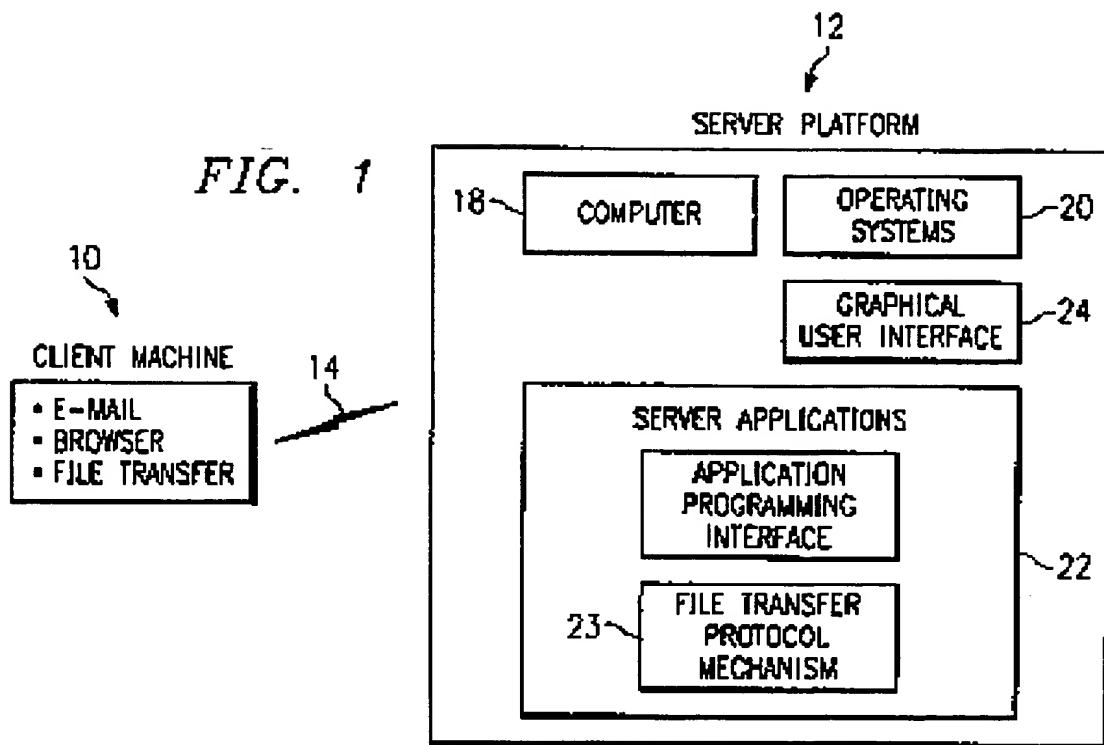 12
SERVER PLATFORM
FIG. 1
18
COMPUTER
OPERATING
SYSTEMS
20
10
GRAPHICAL
USER INTERFACE
24
CLIENT MACHINE
14
• E-MAIL
• BROWSER
• FILE TRANSFER
SERVER APPLICATIONS
APPLICATION
PROGRAMMING
INTERFACE
22
23
FILE TRANSFER
PROTOCOL
MECHANISM